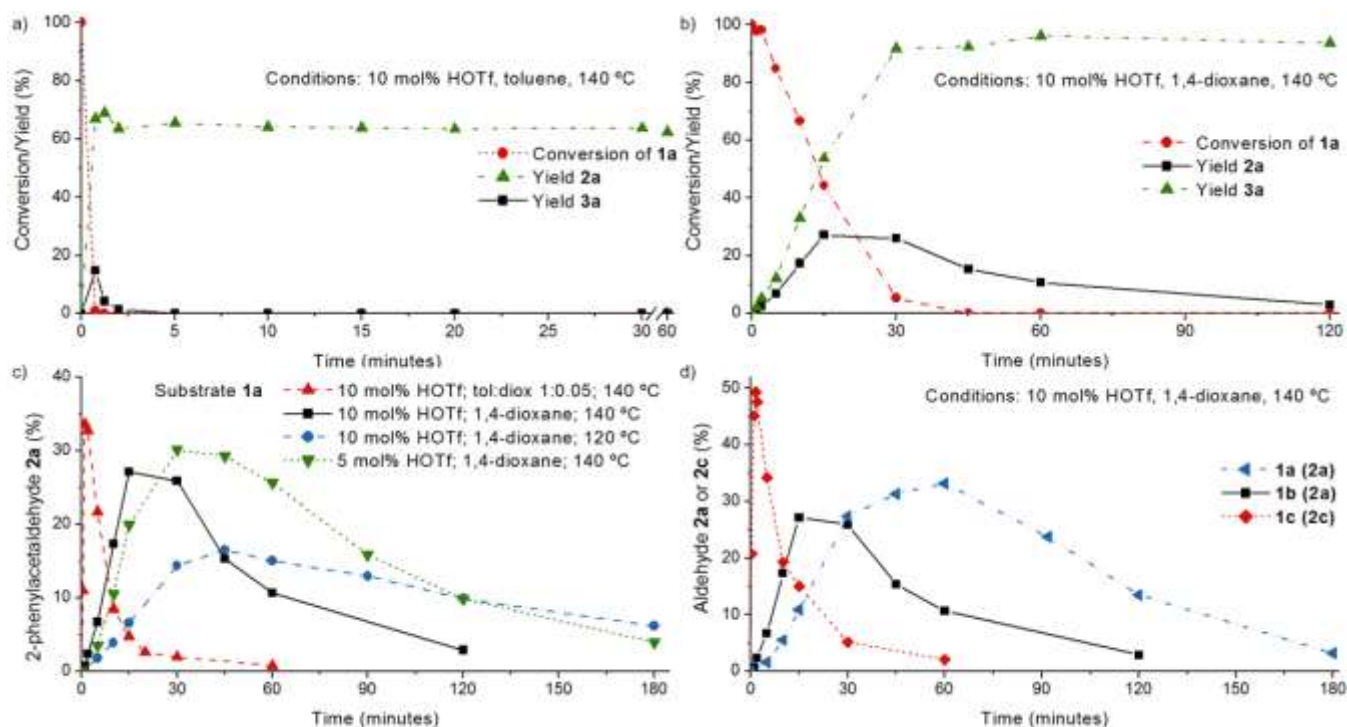 a)
100
80
60
40
20
0
Conversion/Yield (%)
Conditions: 10 mol% HOTf, toluene, 140 ºC
Conversion of 1a
Yield 2a
Yield 3a
0 5 10 15 20 25 30 60
Time (minutes)
b)
100
80
60
40
20
0
Conversion/Yield (%)
Conditions: 10 mol% HOTf, 1,4-dioxane, 140 ºC
Conversion of 1a
Yield 2a
Yield 3a
0 30 60 90 120
Time (minutes)
c)
40
30
20
10
0
2-phenylacetaldehyde 2a (%)
Substrate 1a
10 mol% HOTf; tol:diox 1:0.05; 140 ºC
10 mol% HOTf; 1,4-dioxane; 140 ºC
10 mol% HOTf; 1,4-dioxane; 120 ºC
5 mol% HOTf; 1,4-dioxane; 140 ºC
0 30 60 90 120 150 180
Time (minutes)
d)
50
40
30
20
10
0
Aldehyde 2a or 2c (%)
Conditions: 10 mol% HOTf, 1,4-dioxane, 140 ºC
1a (2a)
1b (2a)
1c (2c)
0 30 60 90 120 150 180
Time (minutes)